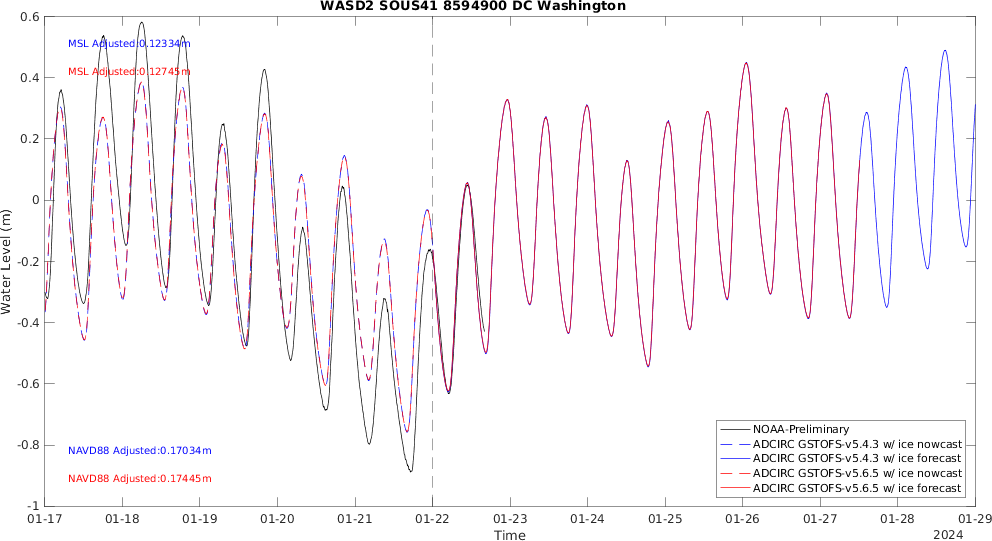 WASD2 SOUS41 8594900 DC Washington
0.6
MSL Adjusted:0.12334m
0.4
MSL Adjusted:0.12745m
0.2
0
-0.2
-0.4
-0.6
-0.8
-1
Water Level (m)
NAVD88 Adjusted:0.17034m
NAVD88 Adjusted:0.17445m
NOAA-Preliminary
ADCIRC GSTOFS-v5.4.3 w/ ice nowcast
ADCIRC GSTOFS-v5.4.3 w/ ice forecast
ADCIRC GSTOFS-v5.6.5 w/ ice nowcast
ADCIRC GSTOFS-v5.6.5 w/ ice forecast
01-17 01-18 01-19 01-20 01-21 01-22 01-23 01-24 01-25 01-26 01-27 01-28 01-29
Time
2024